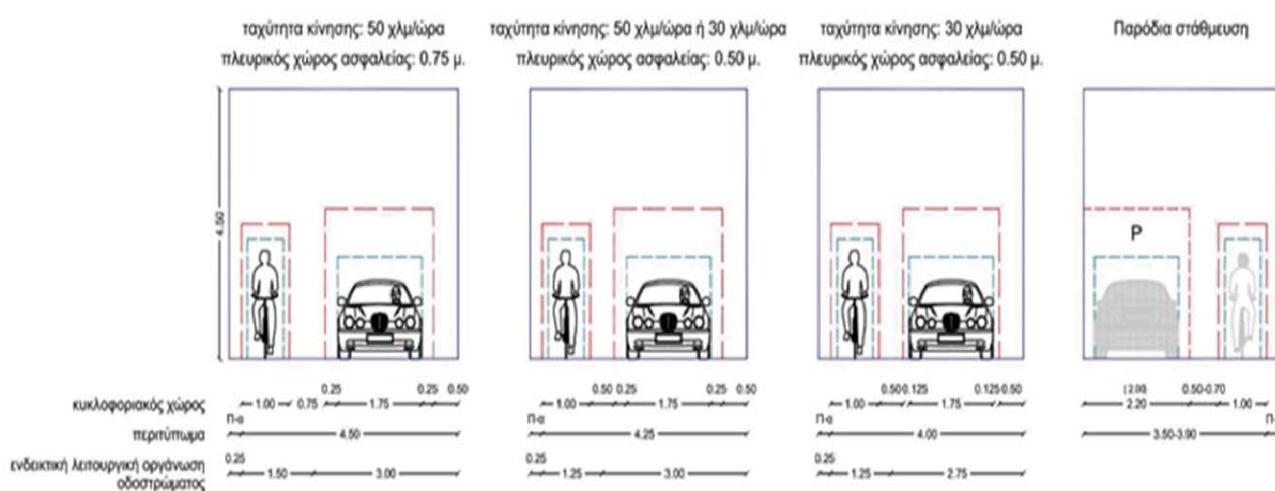 ταχύτητα κίνησης: 50 χλμ/ώρα
πλευρικός χώρος ασφαλείας: 0.75 μ.
ταχύτητα κίνησης: 50 χλμ/ώρα ή 30 χλμ/ώρα
πλευρικός χώρος ασφαλείας: 0.50 μ.
ταχύτητα κίνησης: 30 χλμ/ώρα
πλευρικός χώρος ασφαλείας: 0.50 μ.
Παρόδια στάθμευση
4.50
P
0.25 0.25 0.50 0.50 0.25 0.25 0.50 0.50 0.125 0.125 0.50 0.50-0.70
κυκλοφοριακός χώρος 1.00 0.75 1.75 1.00 1.75 1.00 1.75 2.20 1.00
Π-α Π-α Π-α
περιτύπωμα 4.50 4.25 4.00 3.50-3.90
0.25 0.25 0.25
ενδεικτική λειτουργική οργάνωση 1.50 3.00 1.25 3.00 1.25 2.75
οδοστρώματος